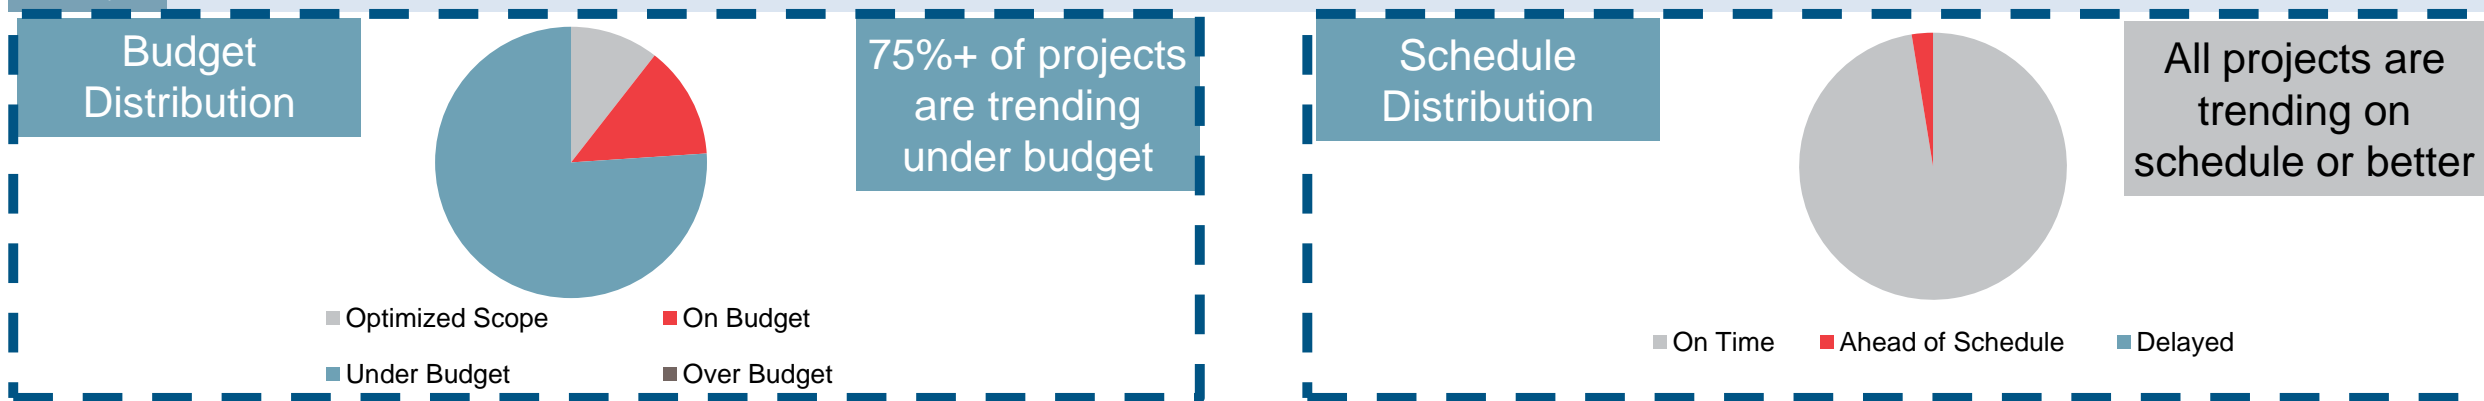 Budget
Distribution
75%+ of projects
are trending
under budget
Optimized Scope
On Budget
Under Budget
Over Budget
Schedule
Distribution
All projects are
trending on
schedule or better
On Time
Ahead of Schedule
Delayed